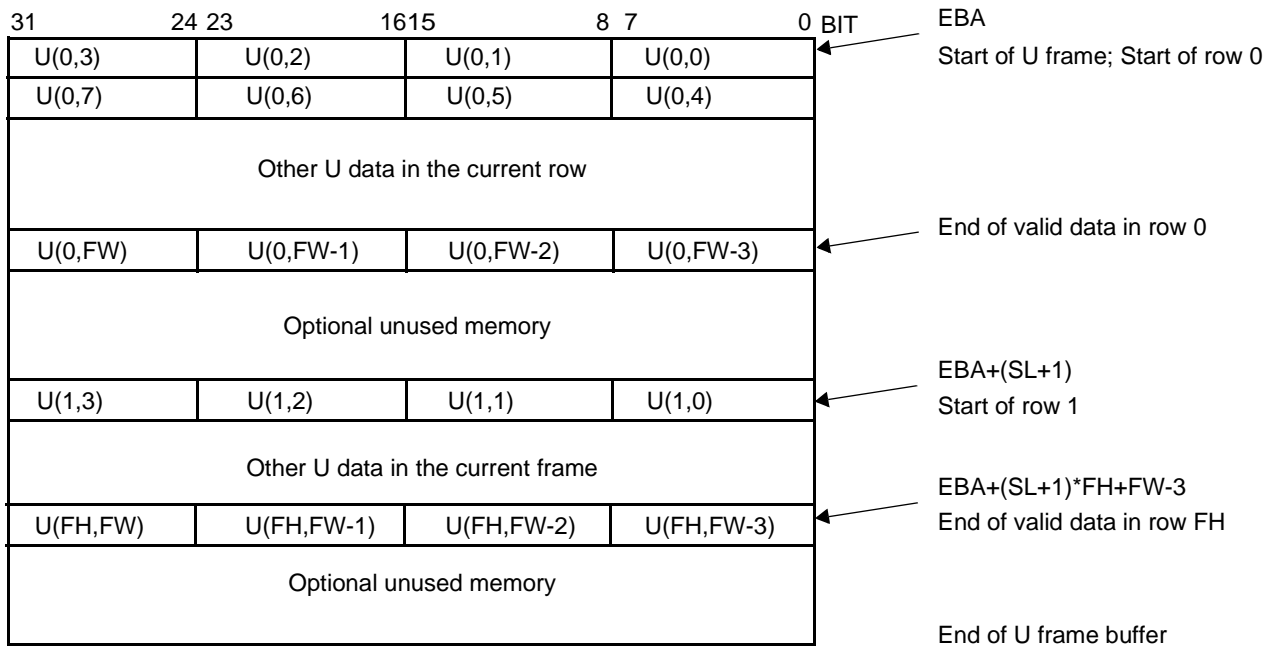 31 24 23 1615 8 7 0 BIT EBA
U(0,3) U(0,2) U(0,1) U(0,0) Start of U frame; Start of row 0
U(0,7) U(0,6) U(0,5) U(0,4)
Other U data in the current row
End of valid data in row 0
U(0,FW) U(0,FW-1) U(0,FW-2) U(0,FW-3)
Optional unused memory
EBA+(SL+1)
U(1,3) U(1,2) U(1,1) U(1,0) Start of row 1
Other U data in the current frame
EBA+(SL+1)*FH+FW-3
U(FH,FW) U(FH,FW-1) U(FH,FW-2) U(FH,FW-3) End of valid data in row FH
Optional unused memory
End of U frame buffer